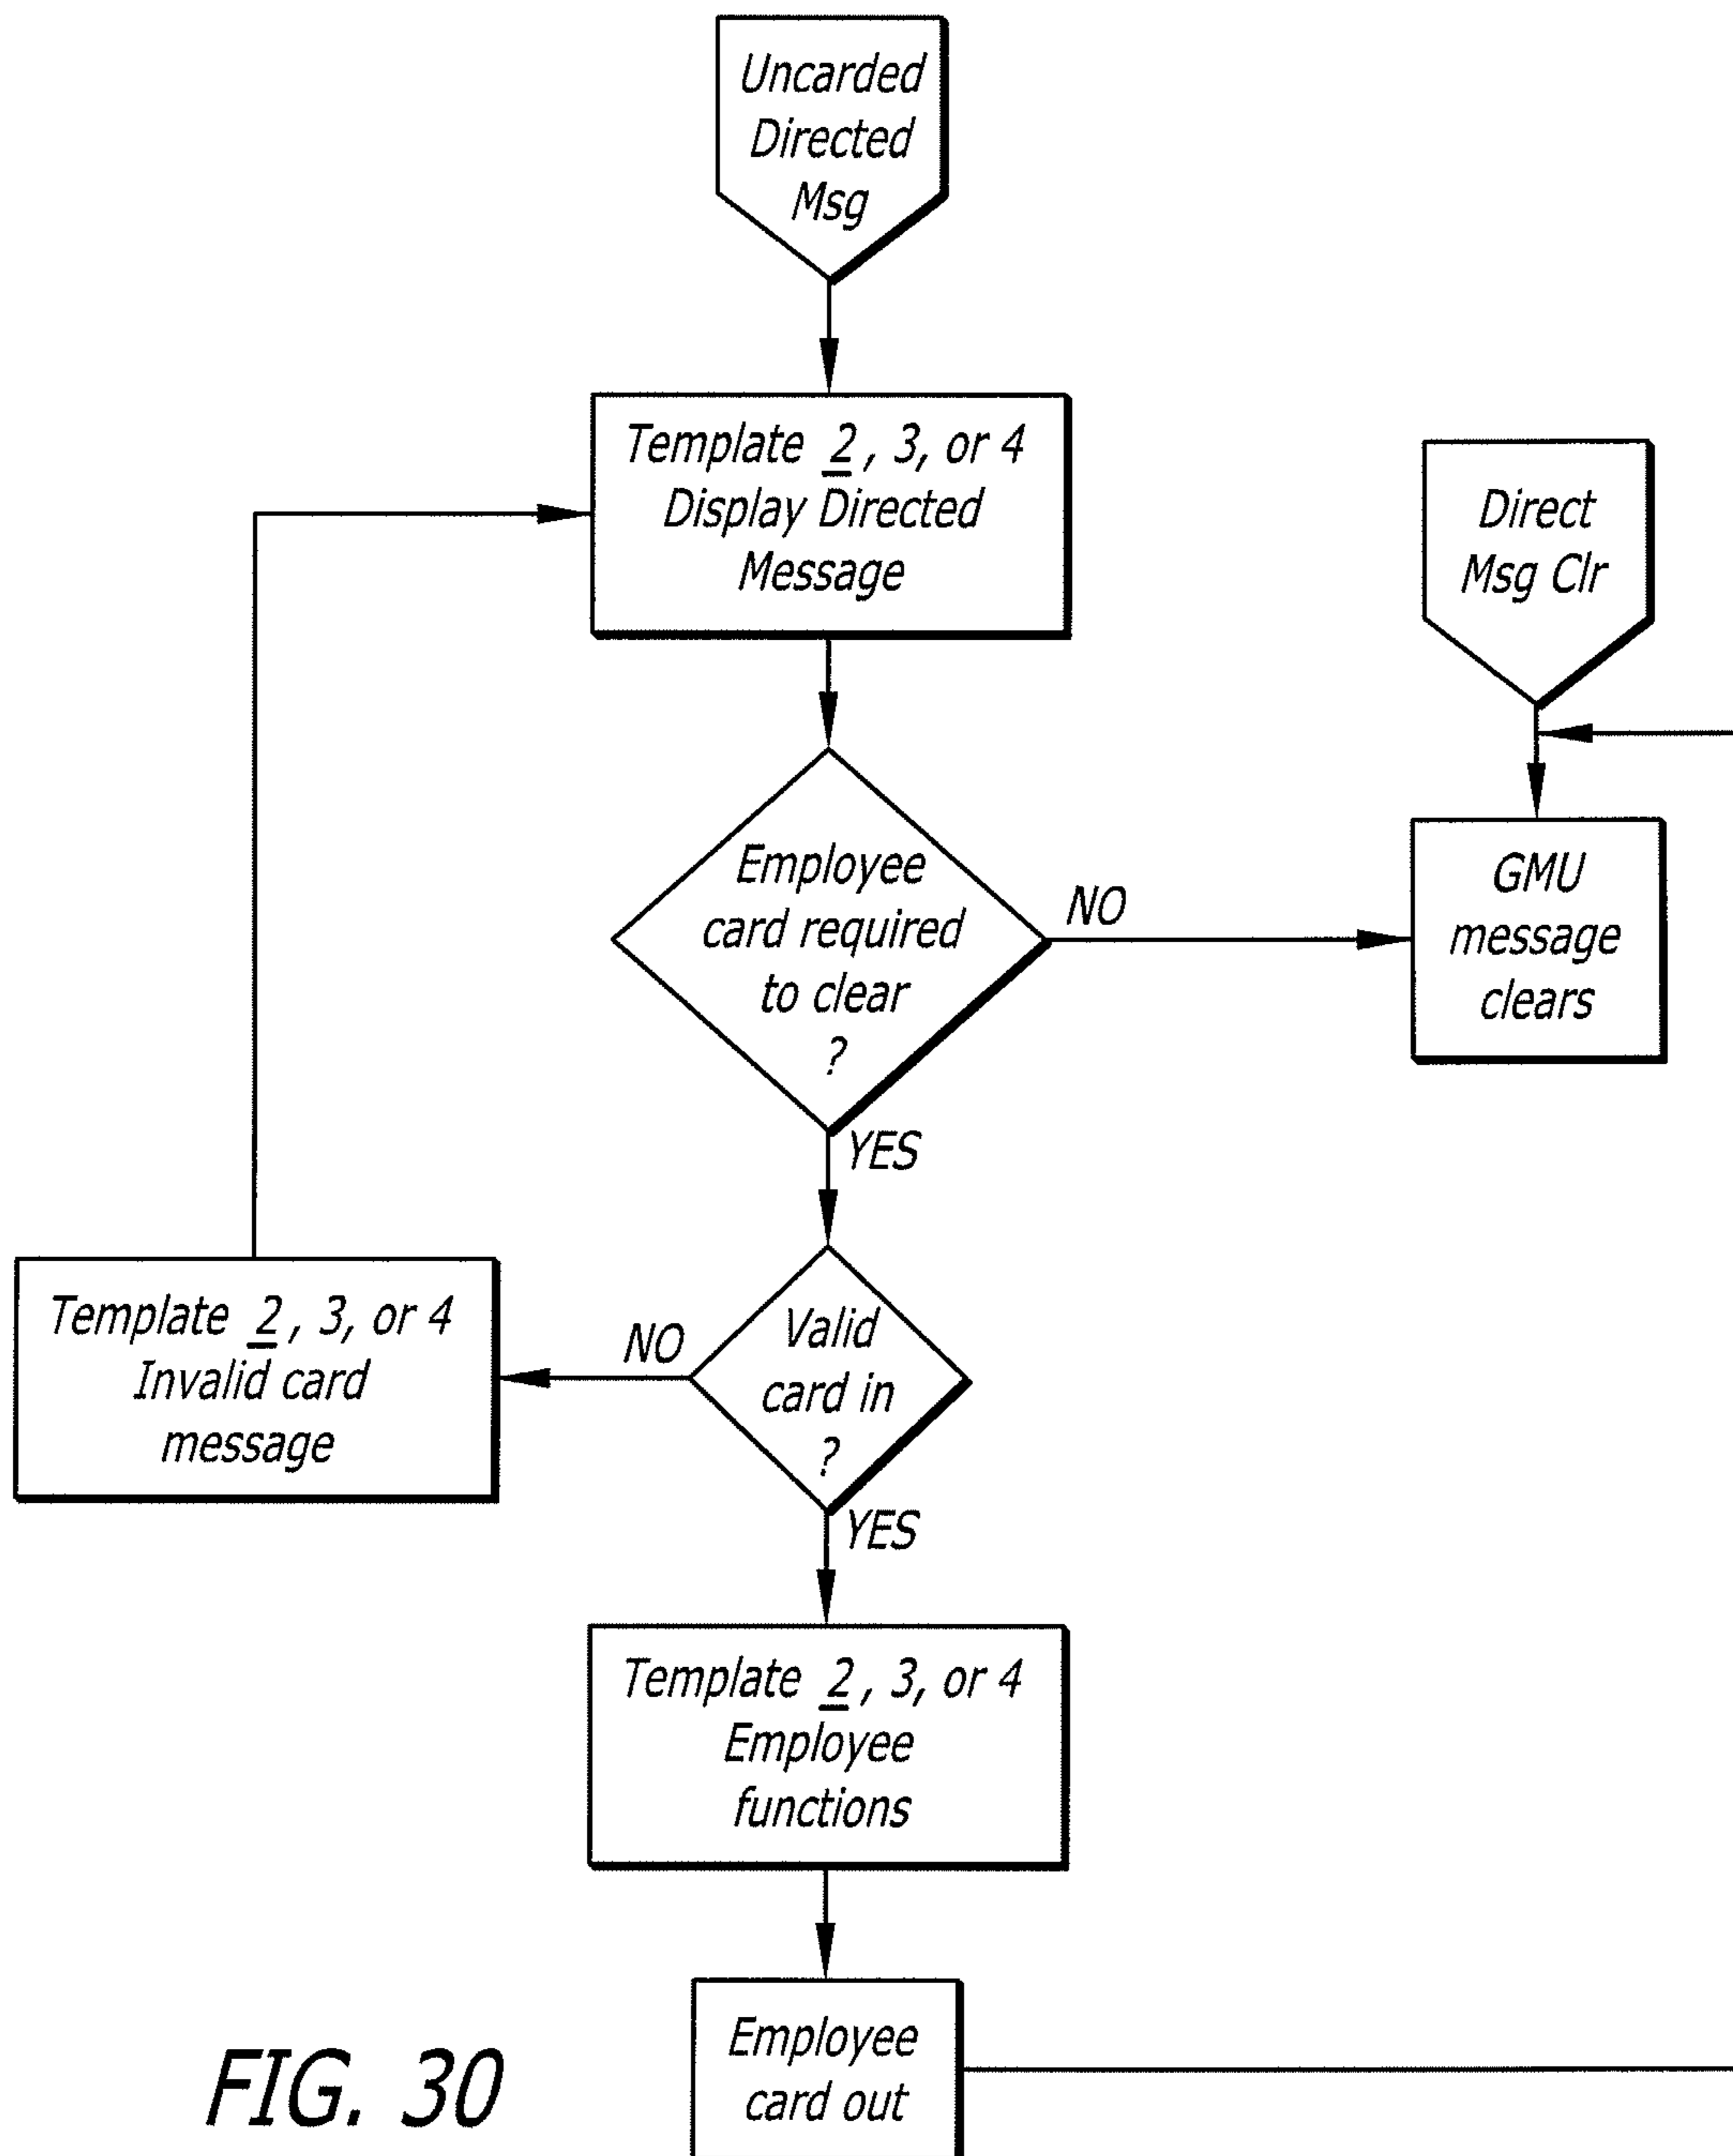 Uncarded
Directed
Msg
Template 2, 3, or 4
Display Directed
Message
Direct
Msg Clr
Employee
card required
to clear
?
NO
GMU
message
clears
YES
Template 2, 3, or 4
Invalid card
message
NO
Valid
card in
?
YES
Template 2, 3, or 4
Employee
functions
Employee
card out
FIG. 30